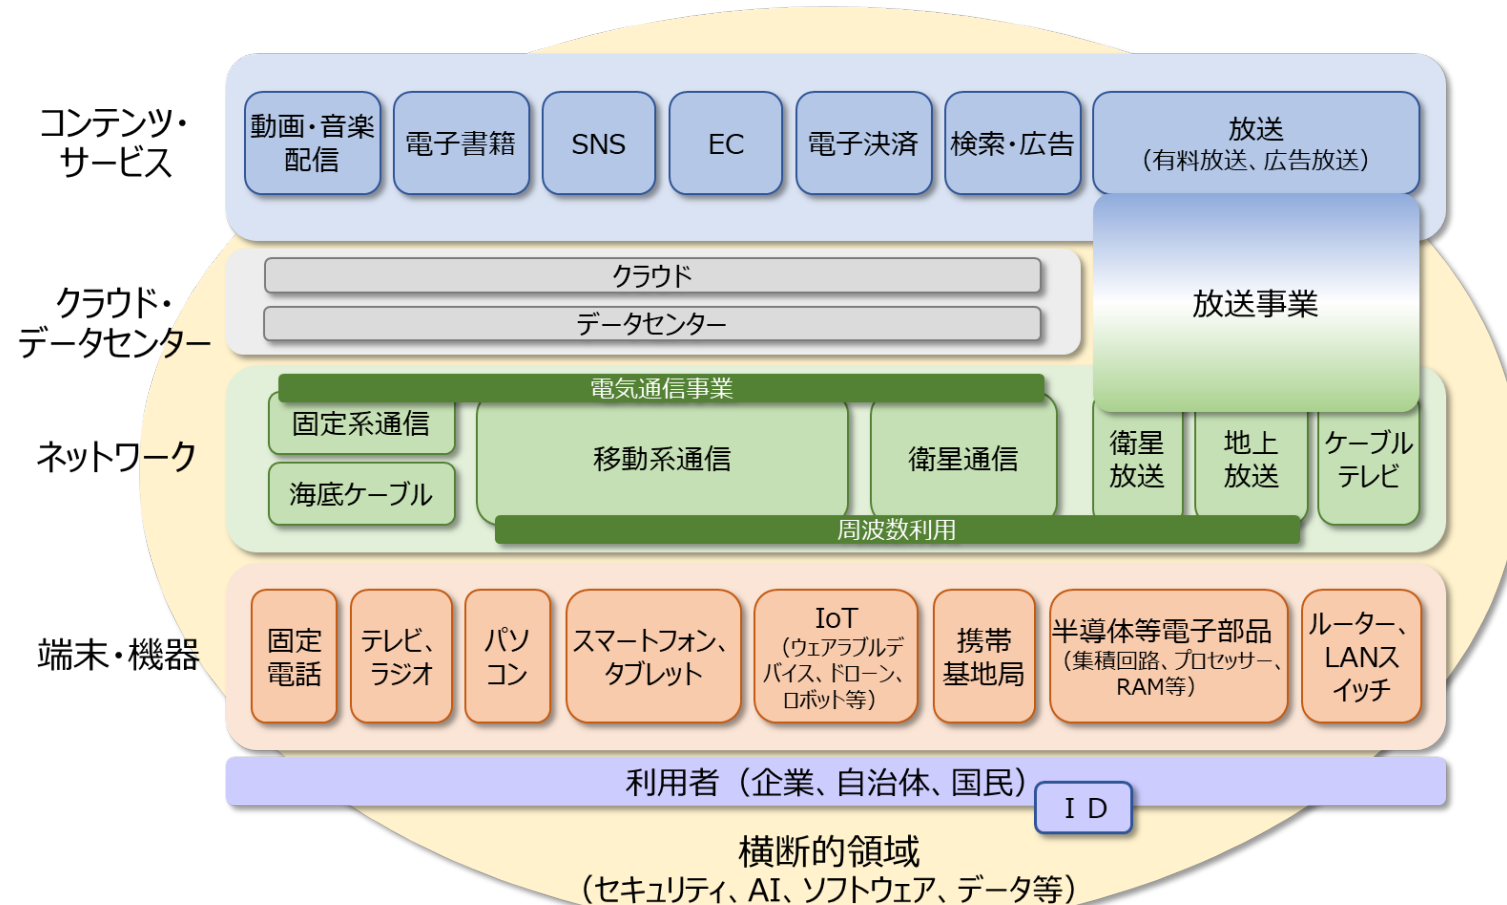 コンテンツ・
サービス
動画・音楽
配信
電子書籍
SNS
EC
電子決済
検索・広告
放送
（有料放送、広告放送）
クラウド・
データセンター
クラウド
データセンター
放送事業
ネットワーク
電気通信事業
固定系通信
海底ケーブル
移動系通信
衛星通信
衛星
放送
地上
放送
ケーブル
テレビ
周波数利用
端末・機器
固定
電話
テレビ、
ラジオ
パソ
コン
スマートフォン、
タブレット
IoT
（ウェアラブルデ
バイス、ドローン、
ロボット等）
携帯
基地局
半導体等電子部品
（集積回路、プロセッサー、
RAM等）
ルーター、
LANス
イッチ
利用者（企業、自治体、国民）
ＩＤ
横断的領域
（セキュリティ、AI、ソフトウェア、データ等）